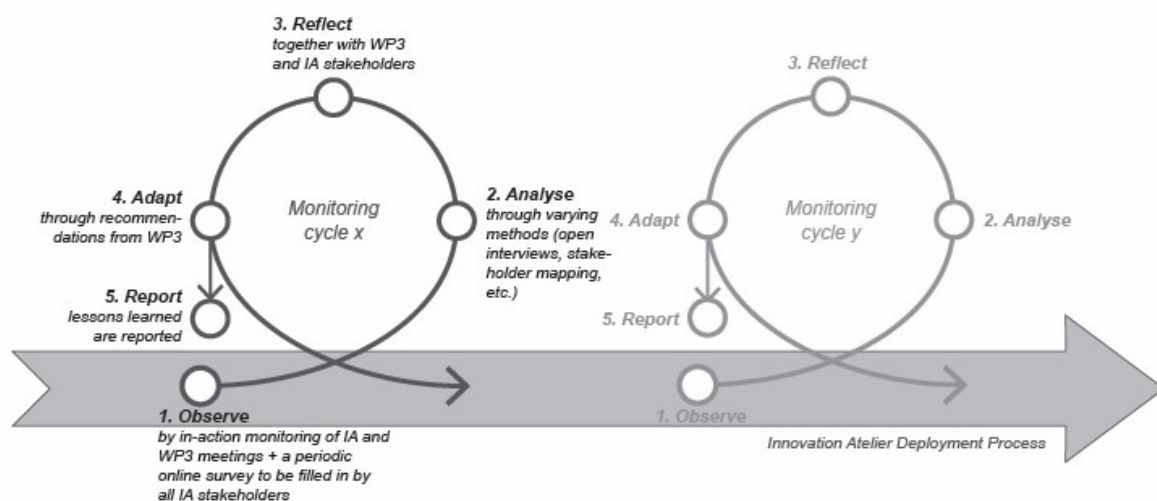 3. Reflect
together with WP3
and IA stakeholders
4. Adapt
through recommen-
dations from WP3
Monitoring
cycle x
2. Analyse
through varying
methods (open
interviews, stake-
holder mapping,
etc.)
5. Report
lessons learned
are reported
1. Observe
by in-action monitoring of IA and
WP3 meetings + a periodic
online survey to be filled in by
all IA stakeholders
3. Reflect
4. Adapt
Monitoring
cycle y
2. Analyse
5. Report
1. Observe
Innovation Atelier Deployment Process